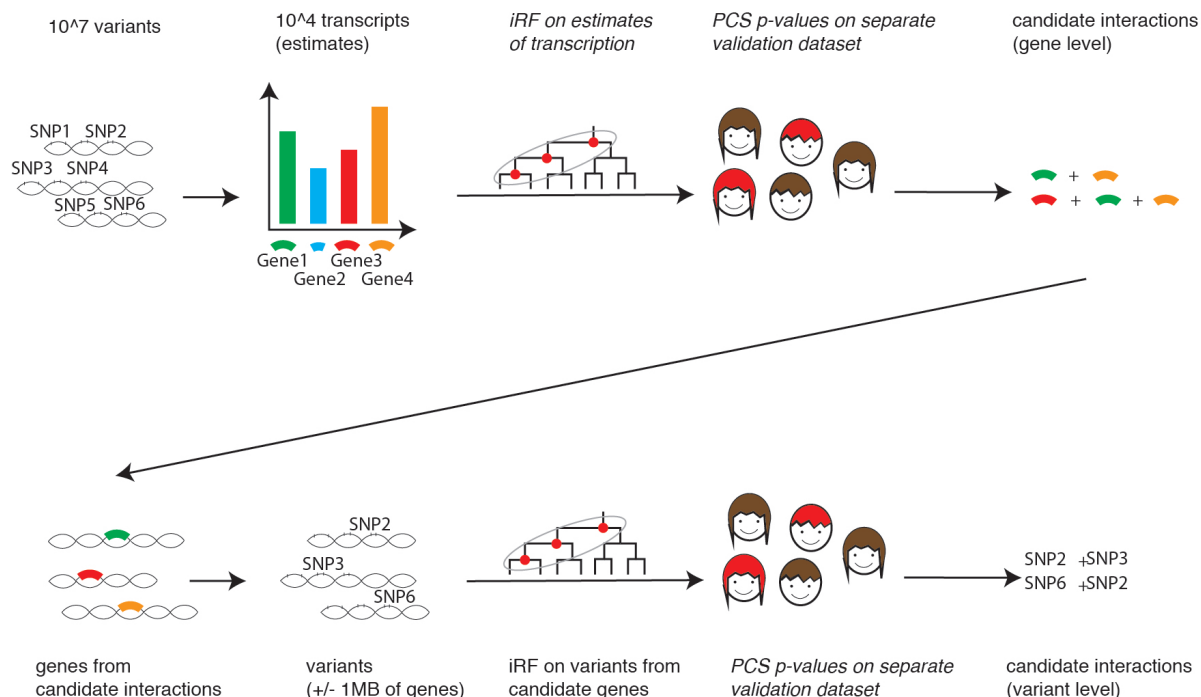 10^7 variants
10^4 transcripts
(estimates)
iRF on estimates
of transcription
PCS p-values on separate
validation dataset
candidate interactions
(gene level)
SNP1 SNP2
SNP3 SNP4
SNP5 SNP6
Gene1 Gene3
Gene2 Gene4
+
+ +
SNP2
SNP3
SNP6
SNP2 +SNP3
SNP6 +SNP2
genes from
candidate interactions
variants
(+/- 1MB of genes)
iRF on variants from
candidate genes
PCS p-values on separate
validation dataset
candidate interactions
(variant level)